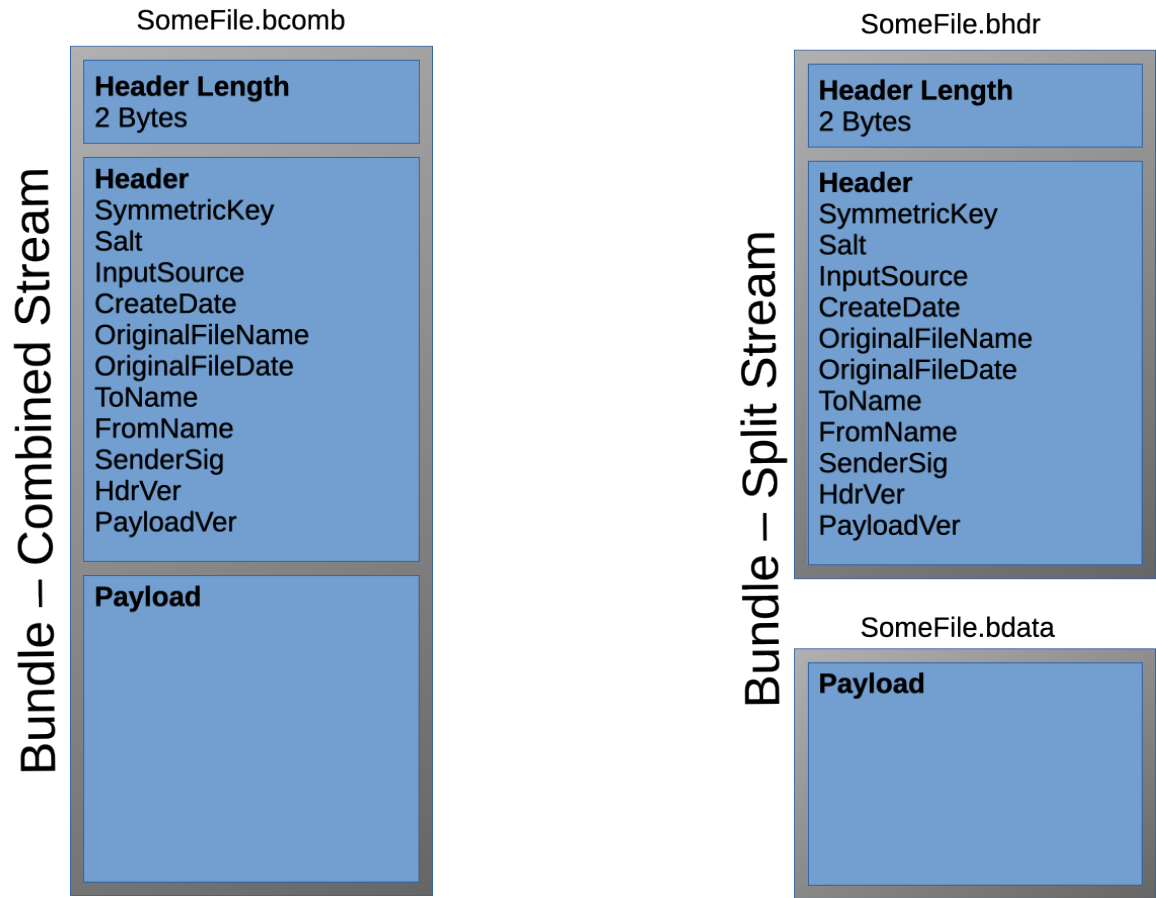 SomeFile.bcomb
Bundle – Combined Stream
Header Length
2 Bytes
Header
SymmetricKey
Salt
InputSource
CreateDate
OriginalFileName
OriginalFileDate
ToName
FromName
SenderSig
HdrVer
PayloadVer
Payload
SomeFile.bhdr
Bundle – Split Stream
Header Length
2 Bytes
Header
SymmetricKey
Salt
InputSource
CreateDate
OriginalFileName
OriginalFileDate
ToName
FromName
SenderSig
HdrVer
PayloadVer
SomeFile.bdata
Payload